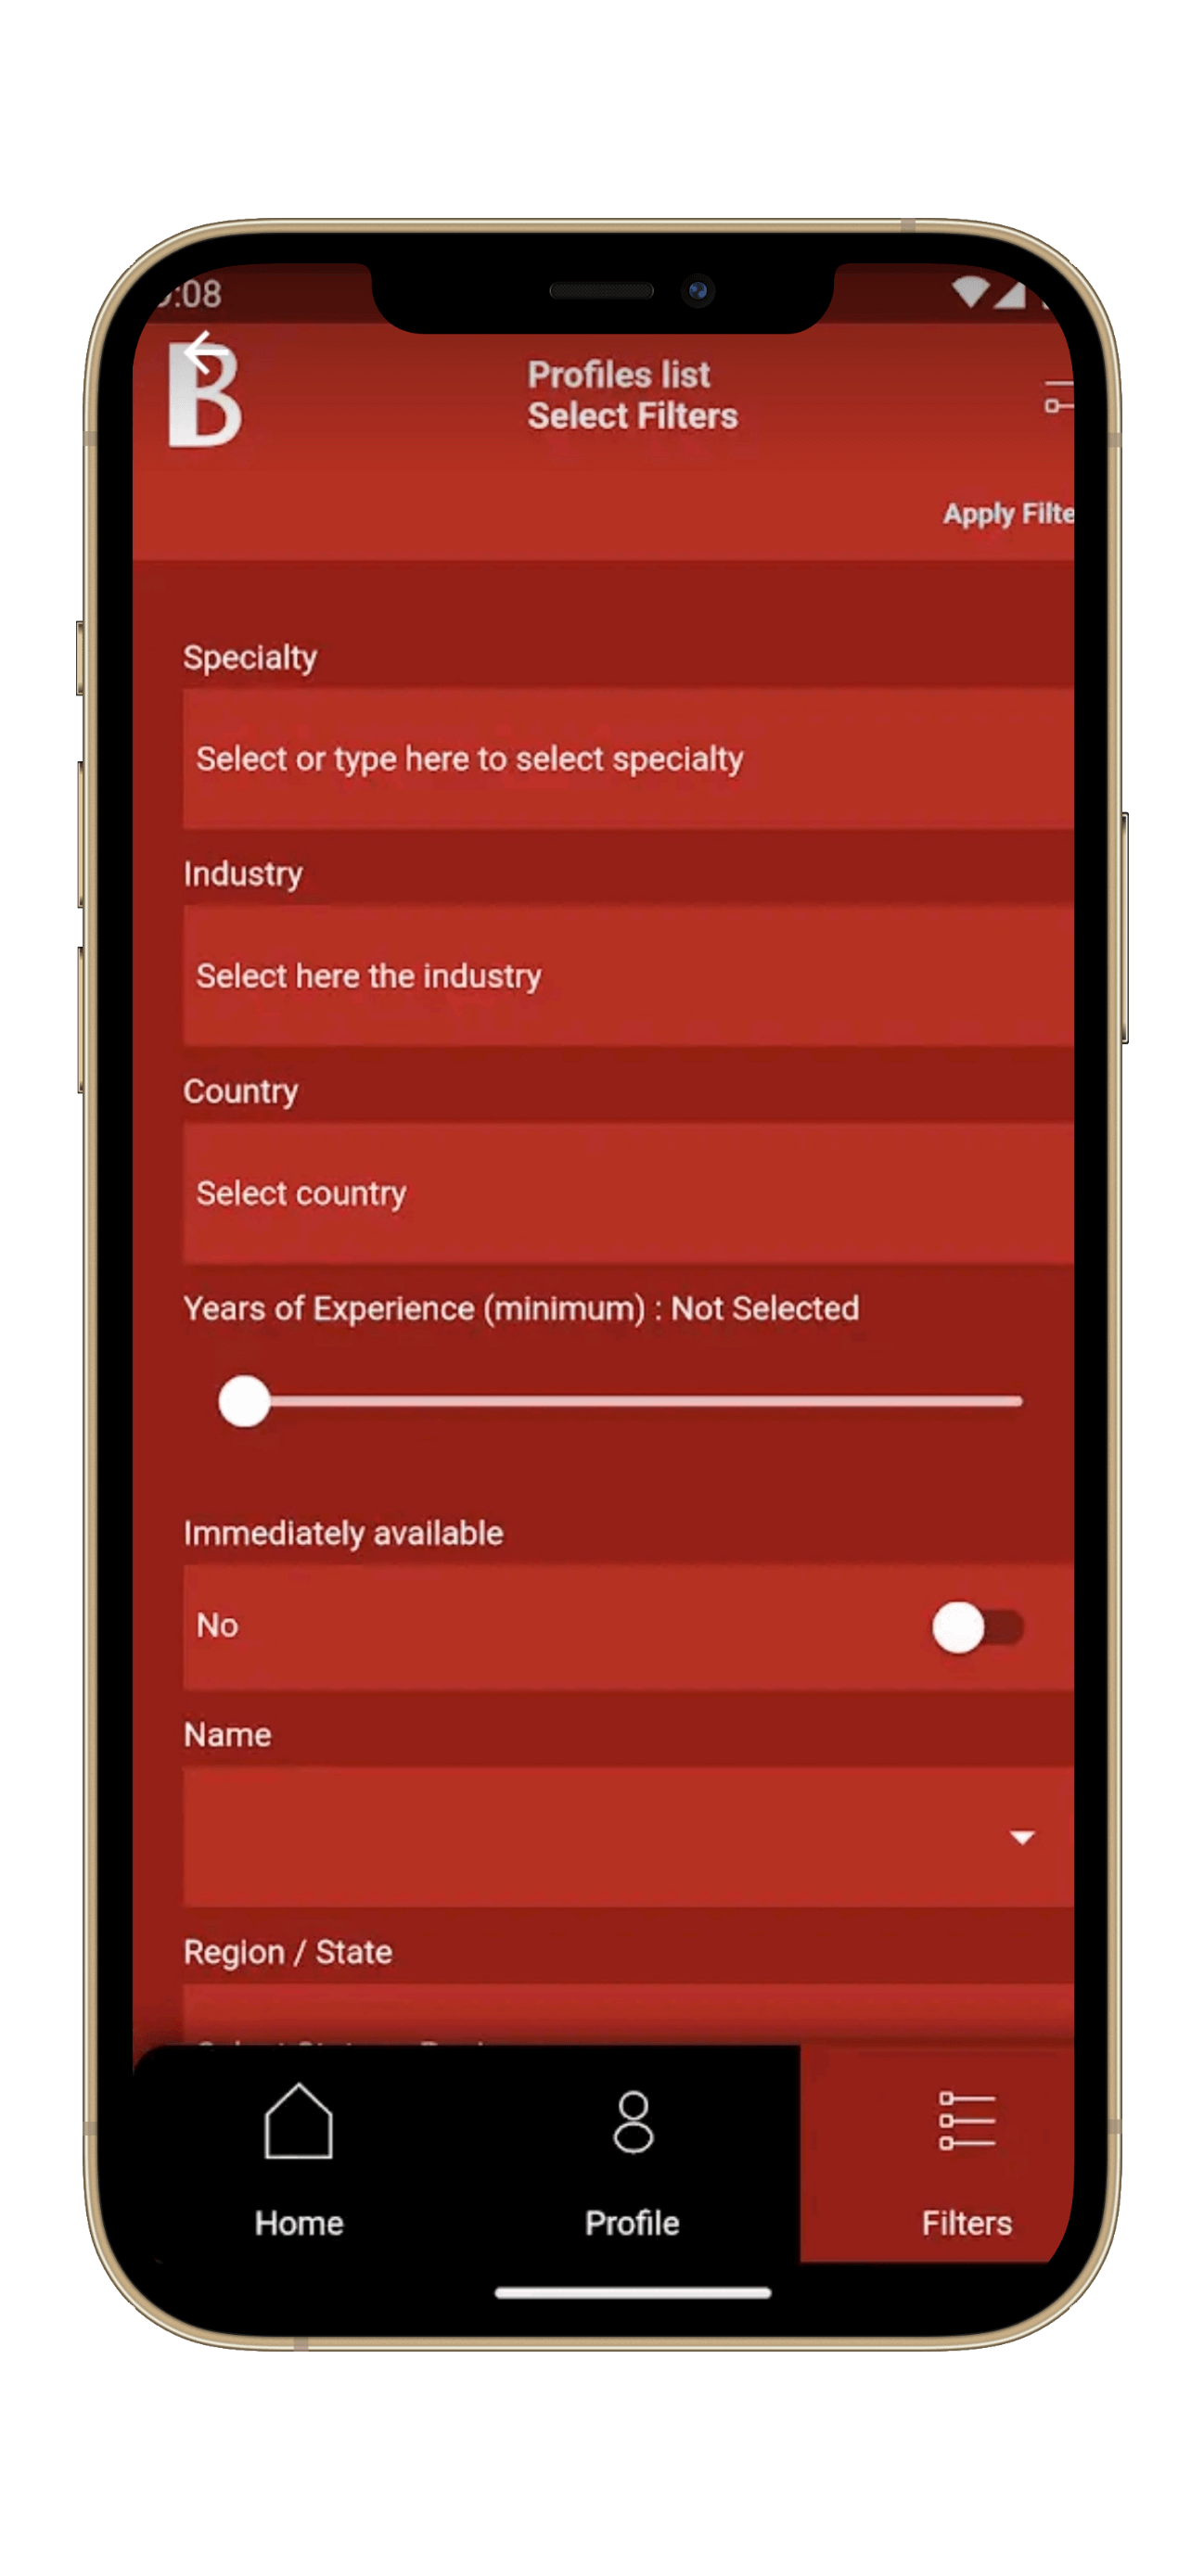 :08
B
Profiles list
Select Filters
Apply Filte
Specialty
Select or type here to select specialty
Industry
Select here the industry
Country
Select country
Years of Experience (minimum) : Not Selected
Immediately available
No
Name
Region / State
Home
Profile
Filters